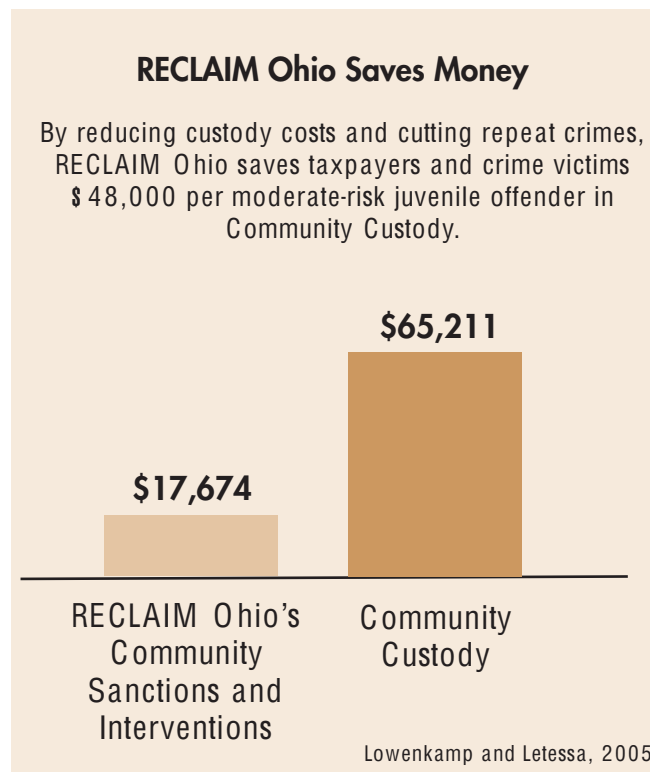 RECLAIM Ohio Saves Money
By reducing custody costs and cutting repeat crimes,
RECLAIM Ohio saves taxpayers and crime victims
$48,000 per moderate-risk juvenile offender in
Community Custody.
$65,211
$17,674
RECLAIM Ohio's
Community
Sanctions and
Interventions
Community
Custody
Lowenkamp and Letessa, 2005